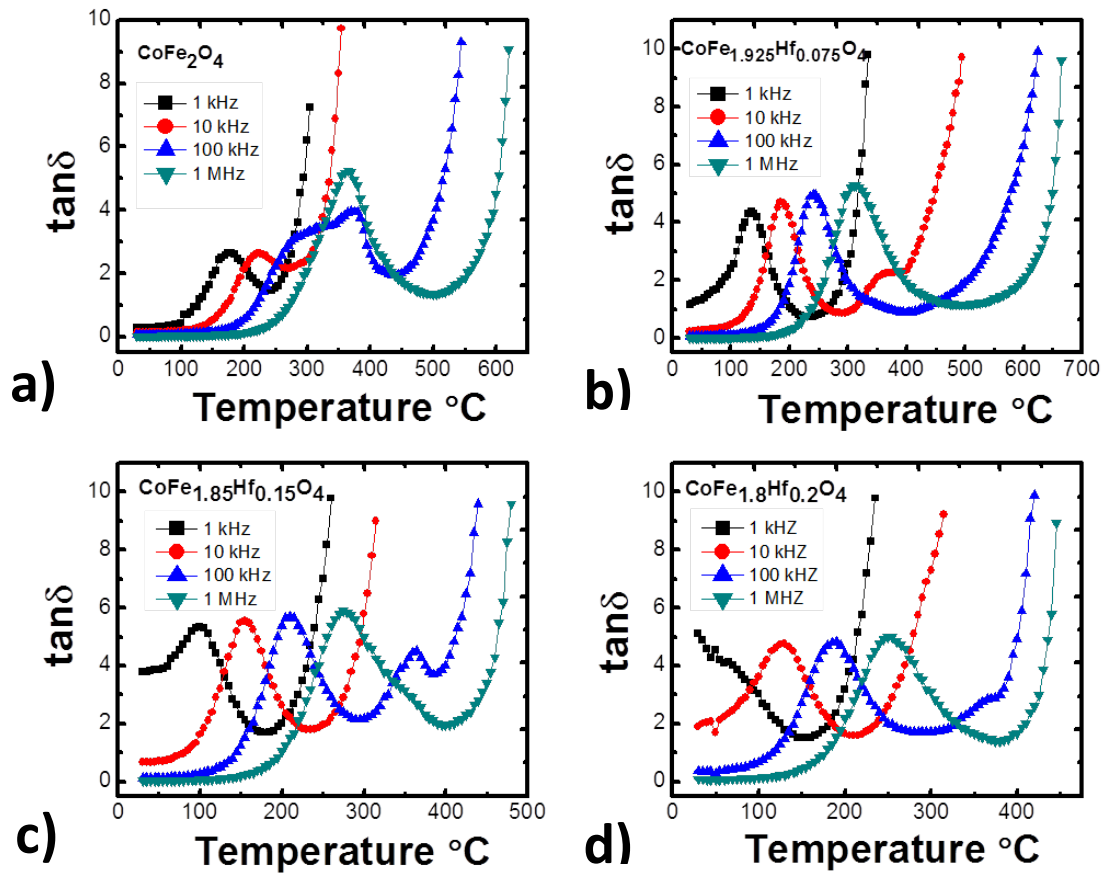 CoFe2O4
1 kHz
10 kHz
100 kHz
1 MHz
tanδ
10
8
6
4
2
0
0 100 200 300 400 500 600
Temperature °C
a)
CoFe1.925Hf0.075O4
1 kHz
10 kHz
100 kHz
1 MHz
tanδ
10
8
6
4
2
0
0 100 200 300 400 500 600 700
Temperature °C
b)
CoFe1.85Hf0.15O4
1 kHz
10 kHz
100 kHz
1 MHz
tanδ
10
8
6
4
2
0
0 100 200 300 400 500
Temperature °C
c)
CoFe1.8Hf0.2O4
1 kHZ
10 kHZ
100 kHZ
1 MHZ
tanδ
10
8
6
4
2
0
0 100 200 300 400
Temperature °C
d)